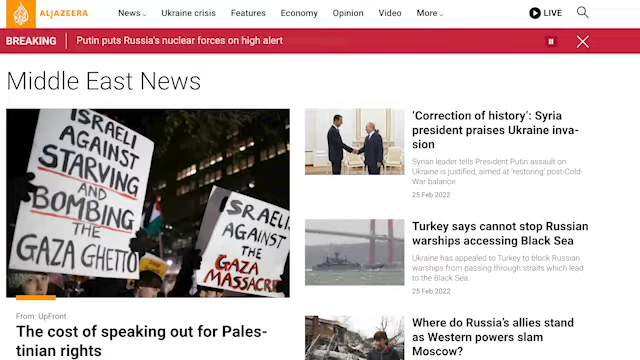 ALJAZEERA
News
Ukraine crisis
Features
Economy
Opinion
Video
More
LIVE
BREAKING
Putin puts Russia's nuclear forces on high alert
Middle East News
ISRAELI
AGAINST
STARVING
AND
BOMBING
THE
GAZA GHETTO
ISRAELI
AGAINST
THE
GAZA
MASSACRE
From: UpFront
The cost of speaking out for Pales-
tinian rights
‘Correction of history’: Syria
president praises Ukraine inva-
sion
Syrian leader tells President Putin assault on
Ukraine is justified, aimed at ‘restoring’ post-Cold-
War balance
25 Feb 2022
Turkey says cannot stop Russian
warships accessing Black Sea
Ukraine has appealed to Turkey to block Russian
warships from passing through straits which lead
to the Black Sea.
25 Feb 2022
Where do Russia’s allies stand
as Western powers slam
Moscow?